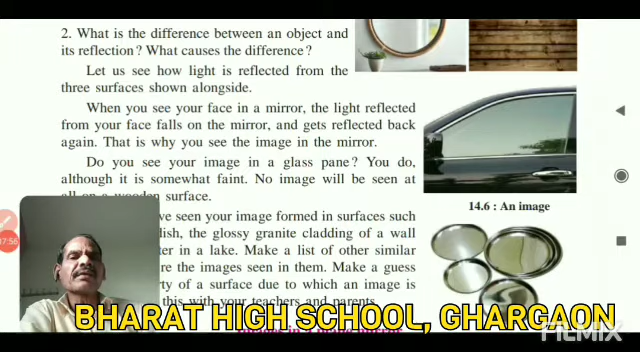 2. What is the difference between an object and
its reflection? What causes the difference?
Let us see how light is reflected from the
three surfaces shown alongside.
When you see your face in a mirror, the light reflected
from your face falls on the mirror, and gets reflected back
again. That is why you see the image in the mirror.
Do you see your image in a glass pane? You do,
although it is somewhat faint. No image will be seen at
all on a wooden surface.
14.6 : An image
ve seen your image formed in surfaces such
lish, the glossy granite cladding of a wall
ter in a lake. Make a list of other similar
re the images seen in them. Make a guess
rty of a surface due to which an image is
this with your teachers and parents.
07:56
BHARAT HIGH SCHOOL, GHARGAON
FILMIX